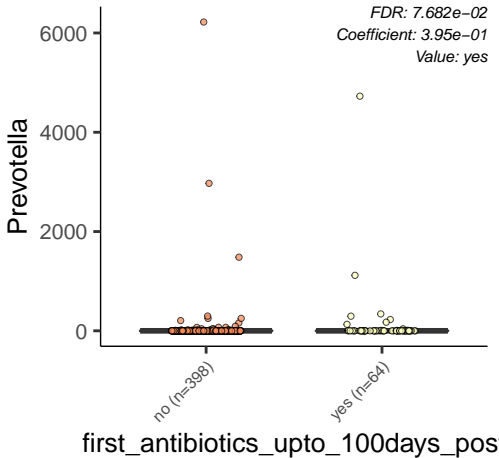 FDR: 7.682e−02
Coefficient: 3.95e−01
Value: yes
6000
4000
2000
0
Prevotella
no (n=398)
yes (n=64)
first_antibiotics_upto_100days_pos